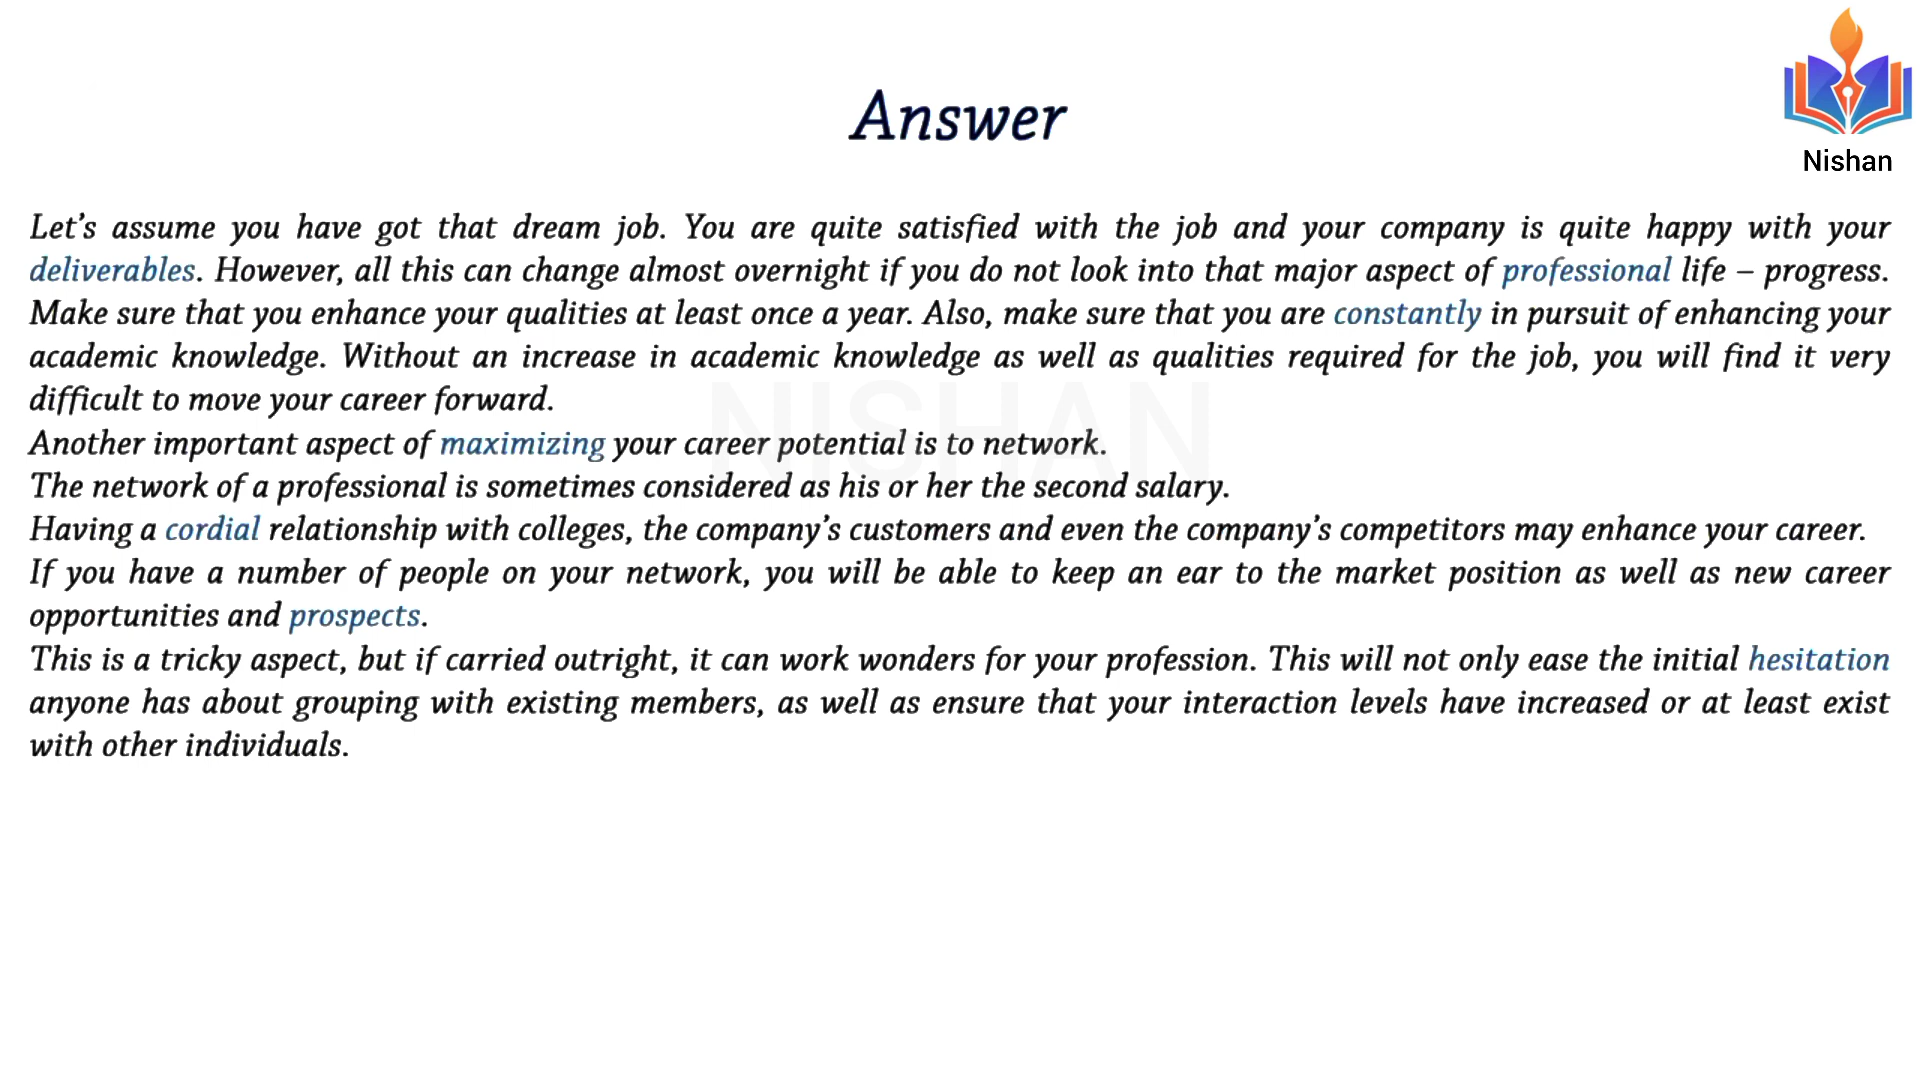 Answer
Nishan
Let’s assume you have got that dream job. You are quite satisfied with the job and your company is quite happy with your
deliverables. However, all this can change almost overnight if you do not look into that major aspect of professional life – progress.
Make sure that you enhance your qualities at least once a year. Also, make sure that you are constantly in pursuit of enhancing your
academic knowledge. Without an increase in academic knowledge as well as qualities required for the job, you will find it very
difficult to move your career forward.
Another important aspect of maximizing your career potential is to network.
The network of a professional is sometimes considered as his or her the second salary.
Having a cordial relationship with colleges, the company’s customers and even the company’s competitors may enhance your career.
If you have a number of people on your network, you will be able to keep an ear to the market position as well as new career
opportunities and prospects.
This is a tricky aspect, but if carried outright, it can work wonders for your profession. This will not only ease the initial hesitation
anyone has about grouping with existing members, as well as ensure that your interaction levels have increased or at least exist
with other individuals.
NISHAN